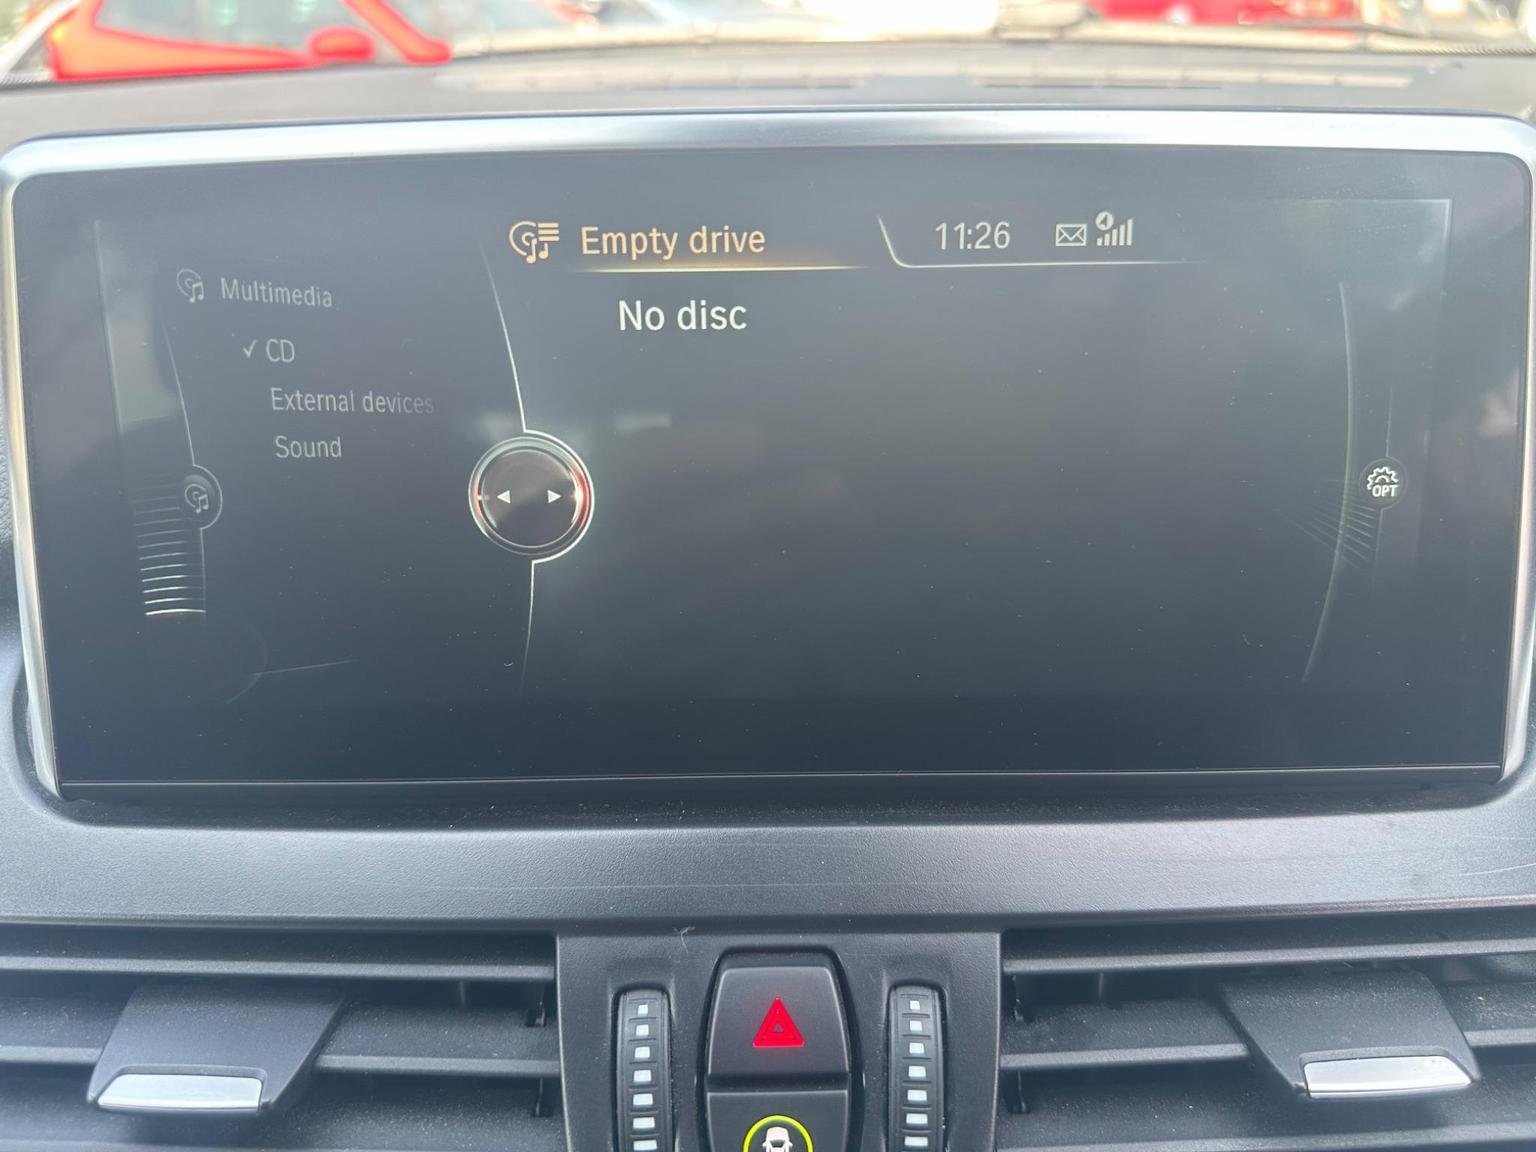 Empty drive
11:26
Multimedia
No disc
✓ CD
External devices
Sound
OPT